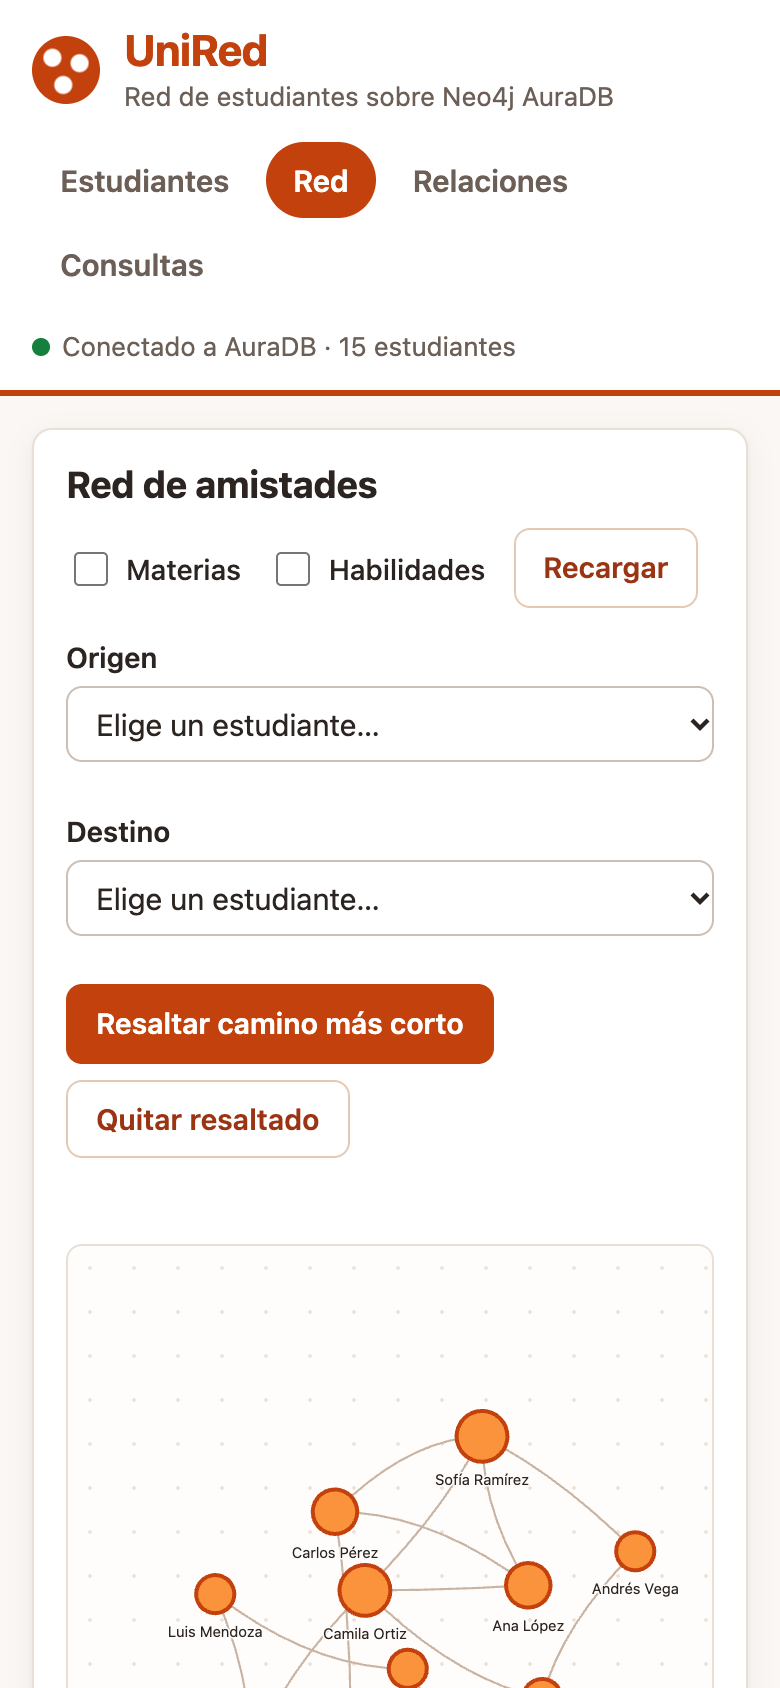 UniRed
Red de estudiantes sobre Neo4j AuraDB
Estudiantes Red Relaciones
Consultas
Conectado a AuraDB · 15 estudiantes
Red de amistades
Materias Habilidades Recargar
Origen
Elige un estudiante...
Destino
Elige un estudiante...
Resaltar camino más corto
Quitar resaltado
Sofía Ramírez
Carlos Pérez
Andrés Vega
Ana López
Luis Mendoza
Camila Ortiz